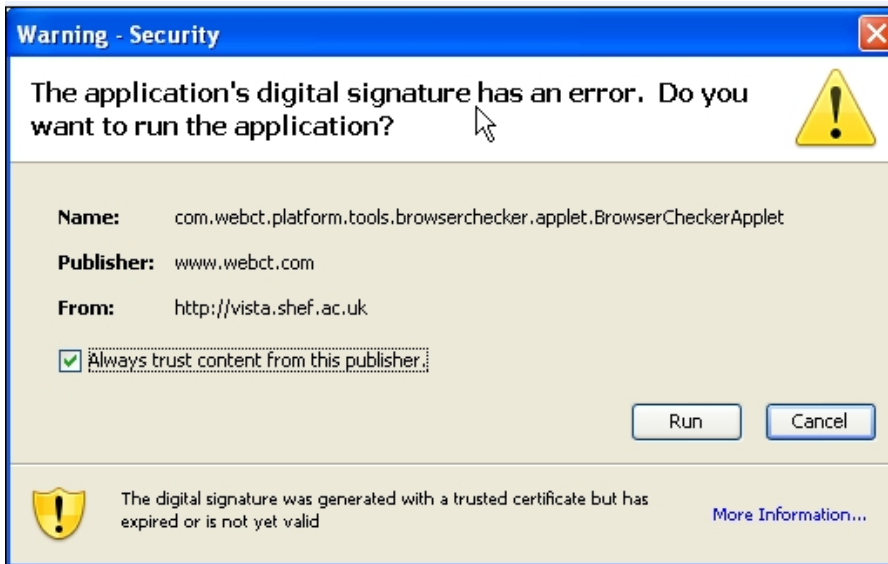 Warning - Security
The application's digital signature has an error.  Do you
want to run the application?
Name: com.webct.platform.tools.browserchecker.applet.BrowserCheckerApplet
Publisher: www.webct.com
From: http://vista.shef.ac.uk
Always trust content from this publisher.
Run Cancel
The digital signature was generated with a trusted certificate but has
expired or is not yet valid
More Information...